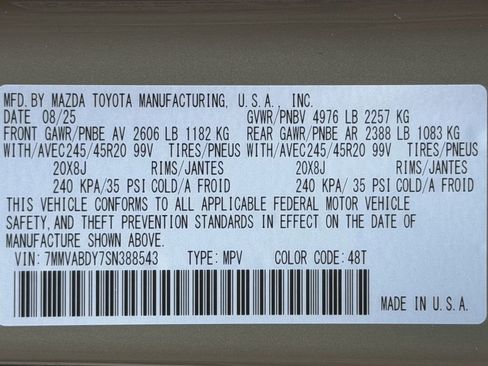 MFD. BY MAZDA TOYOTA MANUFACTURING, U.S.A., INC.
DATE 08/25 GVWR/PNBV 4976 LB 2257 KG
FRONT GAWR/PNBE AV 2606 LB 1182 KG REAR GAWR/PNBE AR 2388 LB 1083 KG
WITH/AVEC245/45R20 99V TIRES/PNEUS WITH/AVEC245/45R20 99V TIRES/PNEUS
20X8J RIMS/JANTES 20X8J RIMS/JANTES
240 KPA/ 35 PSI COLD/A FROID 240 KPA/ 35 PSI COLD/A FROID
THIS VEHICLE CONFORMS TO ALL APPLICABLE FEDERAL MOTOR VEHICLE
SAFETY, AND THEFT PREVENTION STANDARDS IN EFFECT ON THE DATE OF
MANUFACTURE SHOWN ABOVE.
VIN: 7MMVABDY7SN388543 TYPE: MPV COLOR CODE: 48T
MADE IN U.S.A.